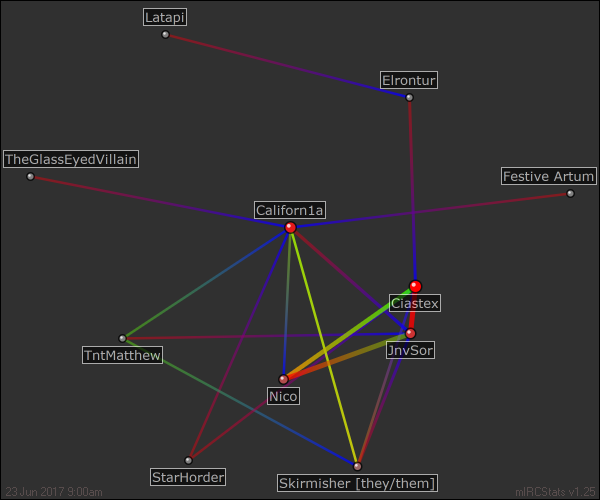 Latapi
Elrontur
TheGlassEyedVillain
Festive Artum
Californ1a
Ciastex
JnvSor
TntMatthew
Nico
StarHorder
Skirmisher [they/them]
23 Jun 2017 9:00am
mIRCStats v1.25